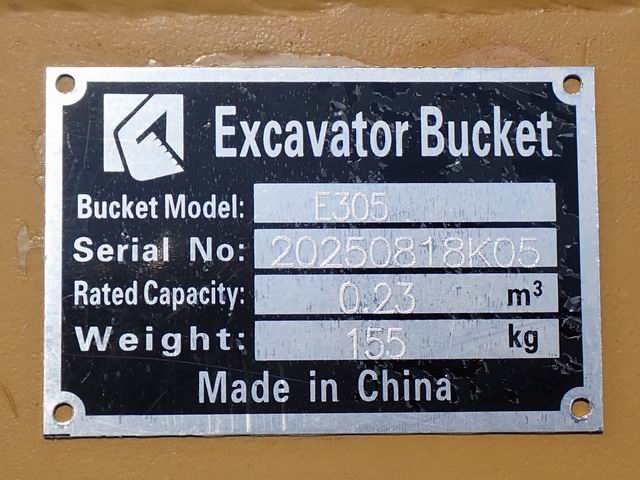 Excavator Bucket
Bucket Model: E305
Serial No: 20250818K05
Rated Capacity: 0.23 m³
Weight: 155 kg
Made in China